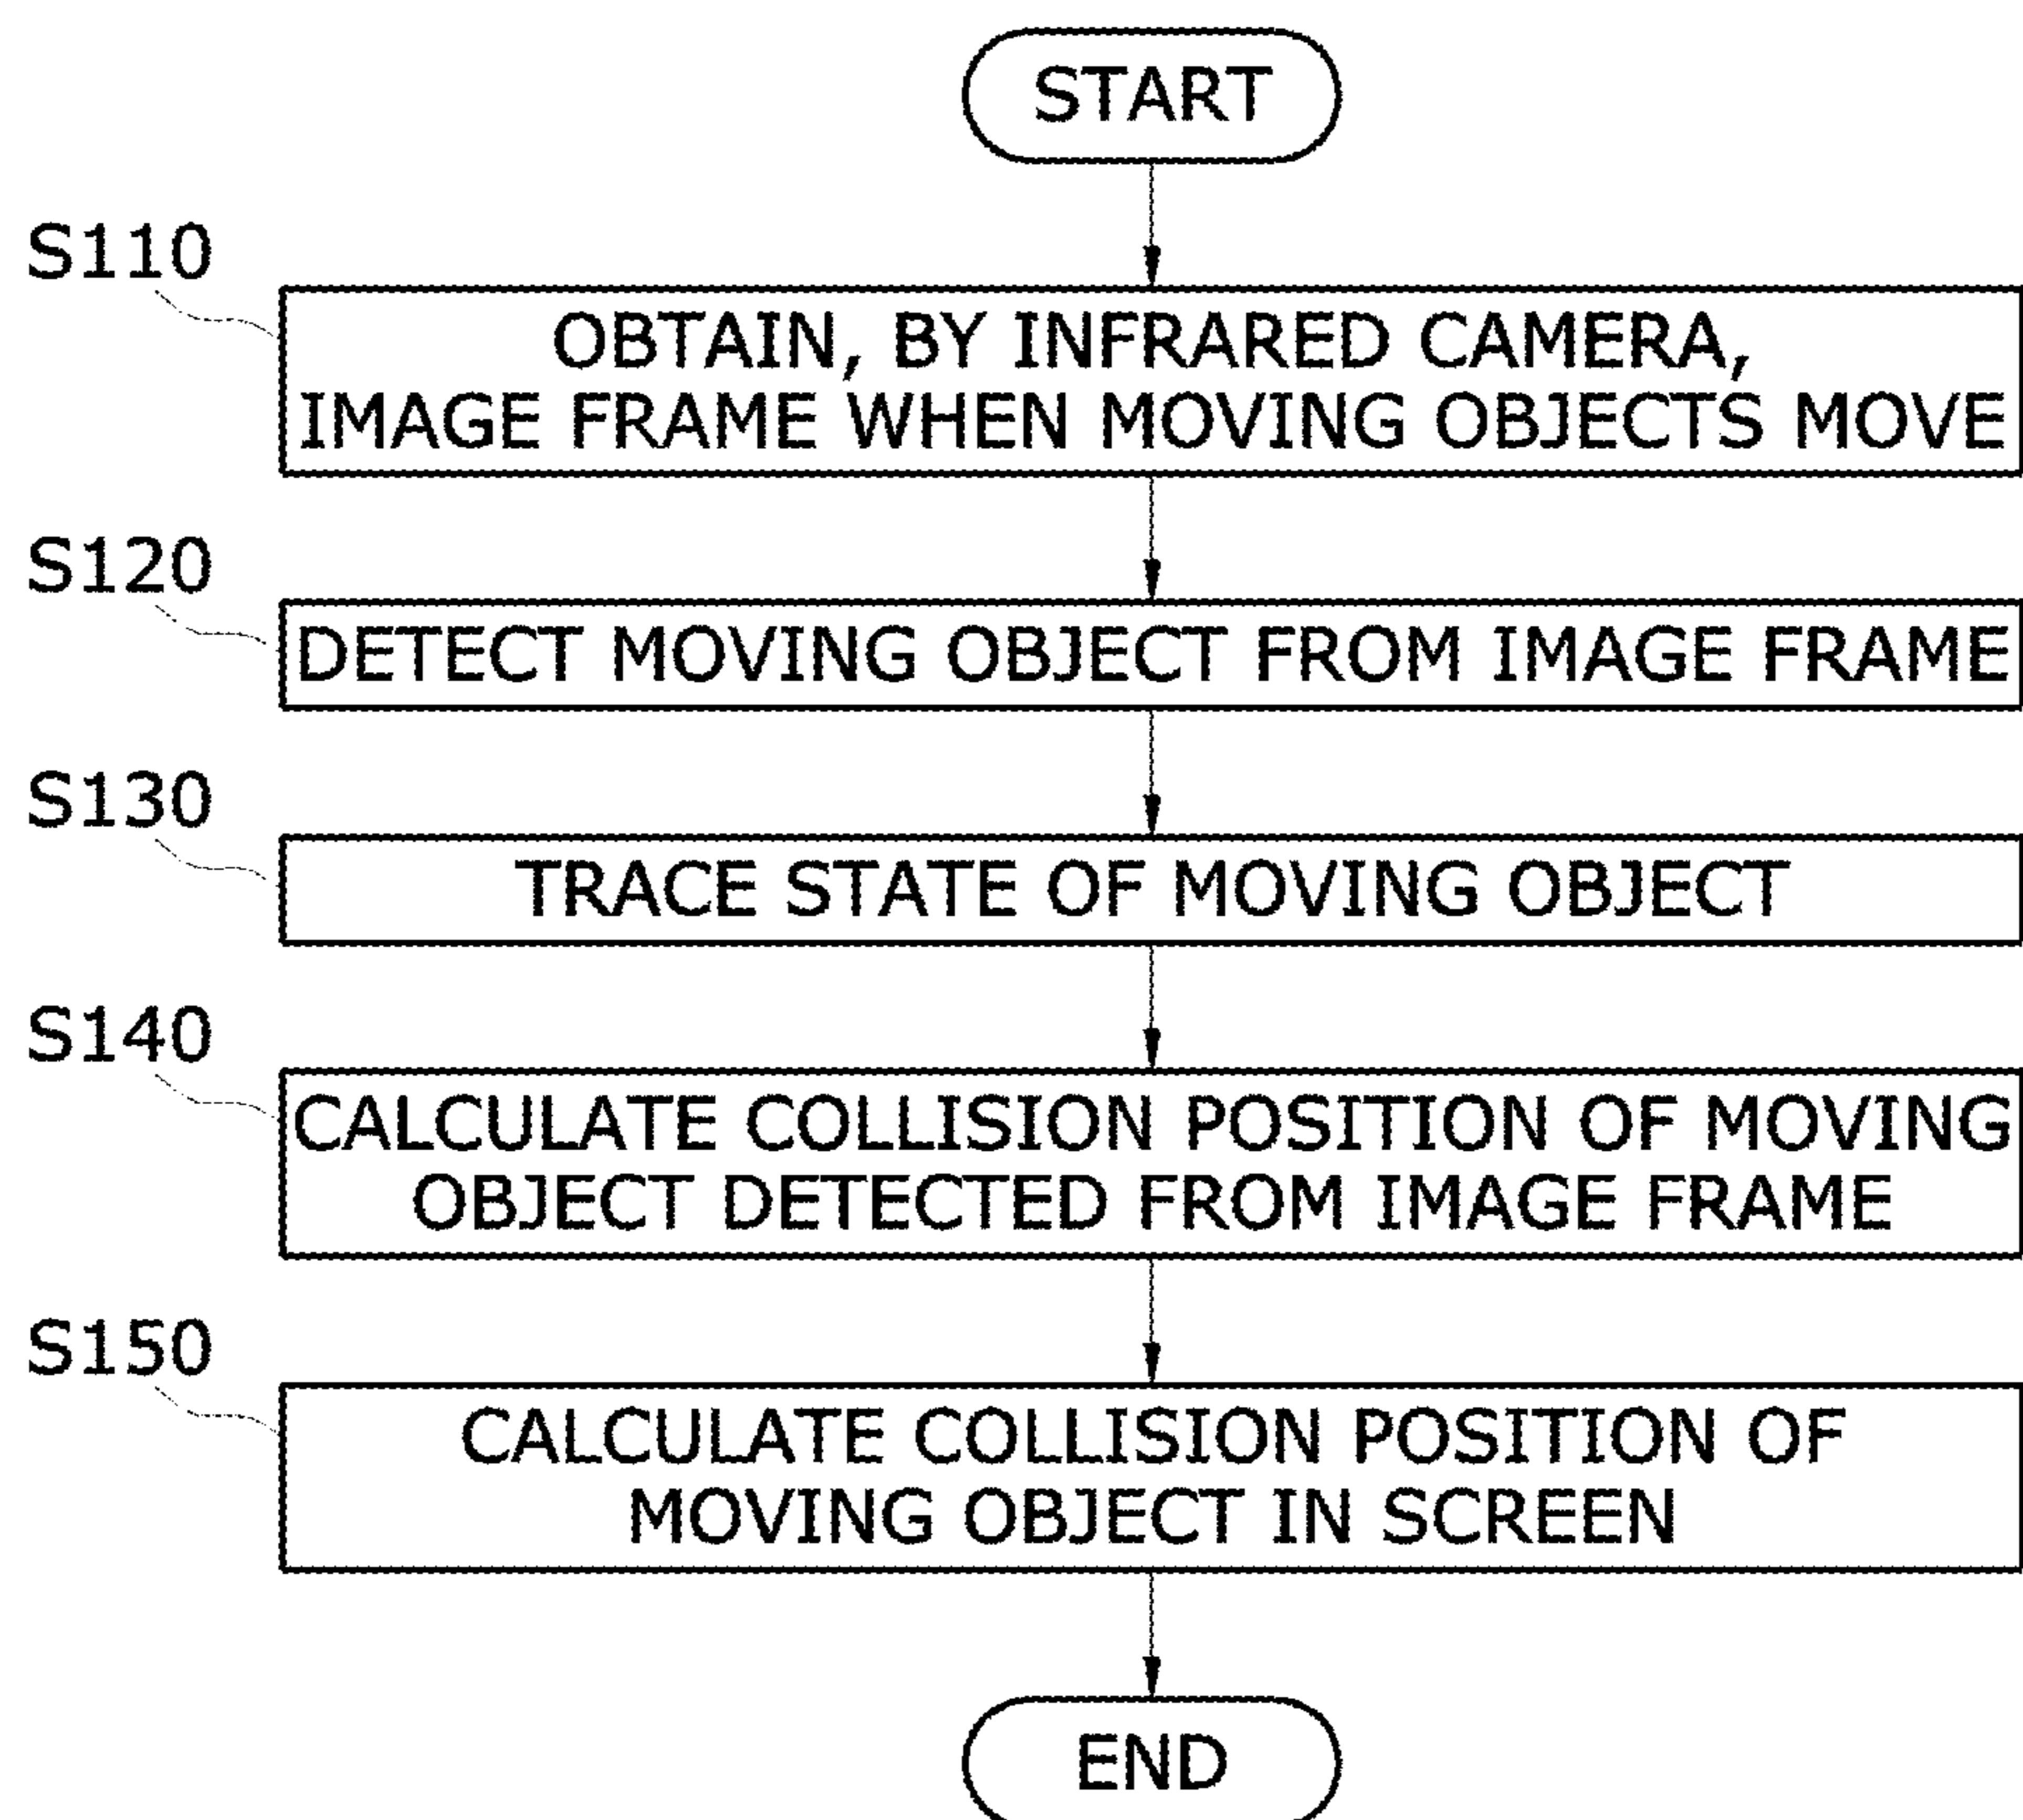 START
S110
OBTAIN, BY INFRARED CAMERA,
IMAGE FRAME WHEN MOVING OBJECTS MOVE
S120
DETECT MOVING OBJECT FROM IMAGE FRAME
S130
TRACE STATE OF MOVING OBJECT
S140
CALCULATE COLLISION POSITION OF MOVING
OBJECT DETECTED FROM IMAGE FRAME
S150
CALCULATE COLLISION POSITION OF
MOVING OBJECT IN SCREEN
END